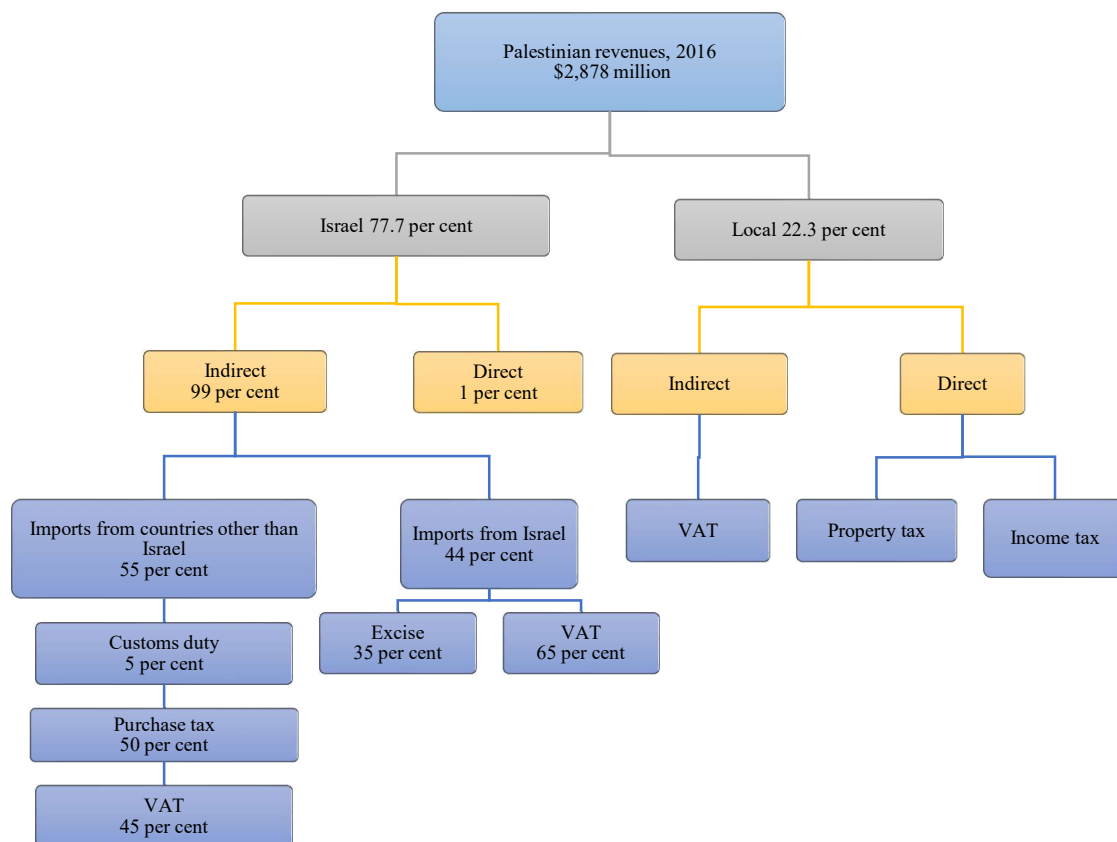 Palestinian revenues, 2016
$2,878 million
Israel 77.7 per cent
Local 22.3 per cent
Indirect
99 per cent
Direct
1 per cent
Indirect
Direct
Imports from countries other than
Israel
55 per cent
Imports from Israel
44 per cent
VAT
Property tax
Income tax
Customs duty
5 per cent
Excise
35 per cent
VAT
65 per cent
Purchase tax
50 per cent
VAT
45 per cent